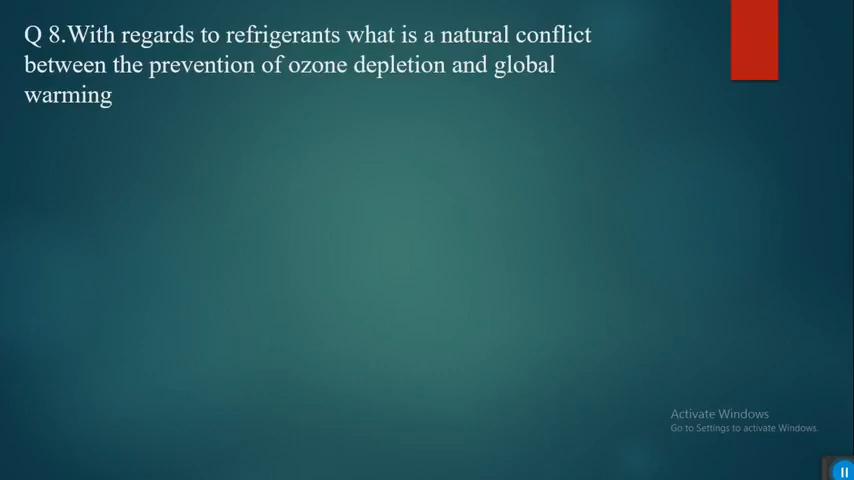 Q 8.With regards to refrigerants what is a natural conflict
between the prevention of ozone depletion and global
warming
Activate Windows
Go to Settings to activate Windows.